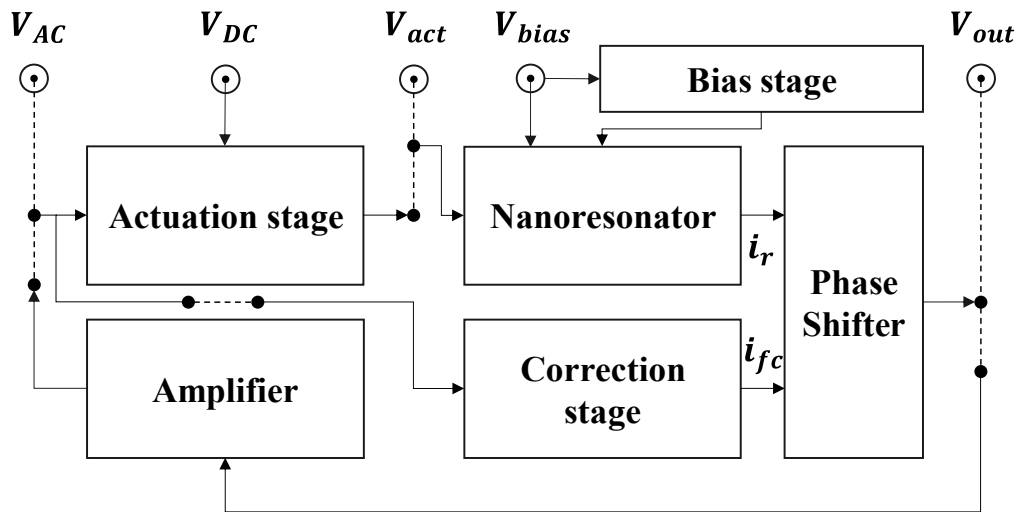 V_AC V_DC V_act V_bias V_out
Bias stage
Actuation stage
Nanoresonator
i_r
Phase
Shifter
Amplifier
Correction
stage
i_fc